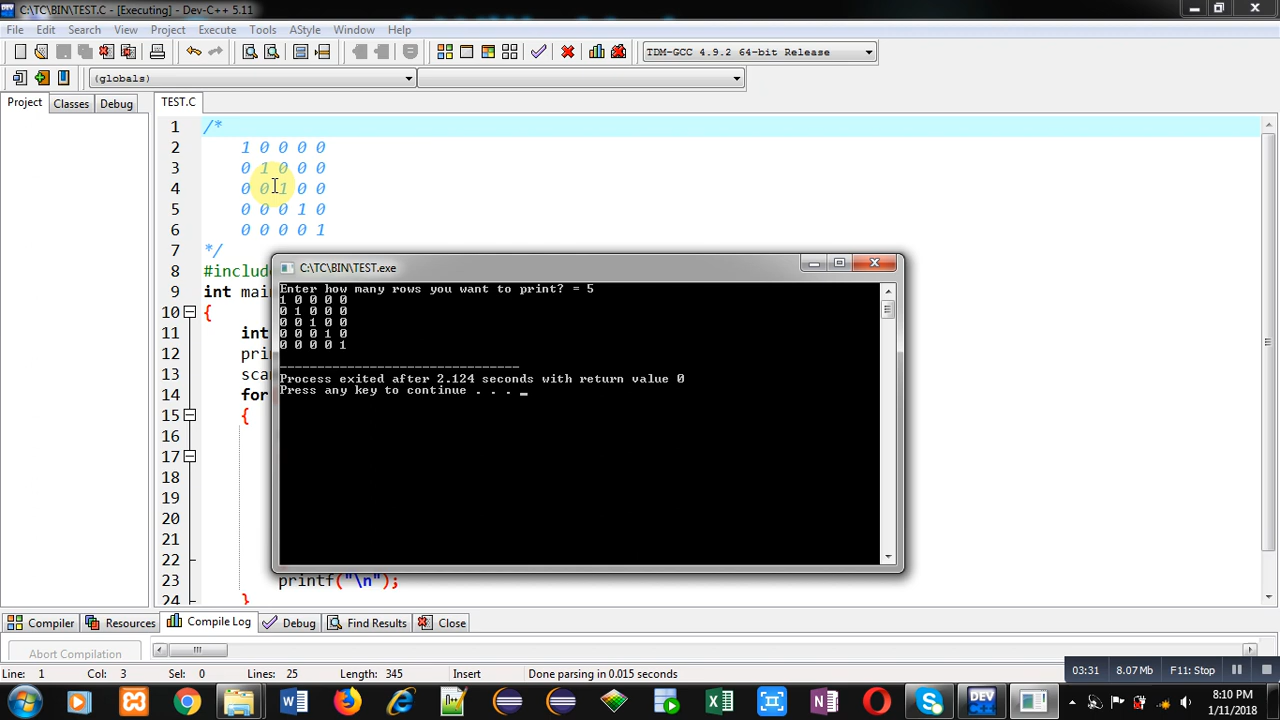 C:\TC\BIN\TEST.C - [Executing] - Dev-C++ 5.11
File Edit Search View Project Execute Tools AStyle Window Help
TDM-GCC 4.9.2 64-bit Release
(globals)
Project Classes Debug TEST.C
1 /*
2 1 0 0 0 0
3 0 1 0 0 0
4 0 0 1 0 0
5 0 0 0 1 0
6 0 0 0 0 1
7 */
8 #include
9 int mai
10 {
11 int
12 pri
13 sca
14 for
15 {
16
17
18
19
20
21
22
23 printf("\n");
24 }
C:\TC\BIN\TEST.exe
Enter how many rows you want to print? = 5
1 0 0 0 0
0 1 0 0 0
0 0 1 0 0
0 0 0 1 0
0 0 0 0 1
--------------------------------
Process exited after 2.124 seconds with return value 0
Press any key to continue . . . _
Compiler Resources Compile Log Debug Find Results Close
Abort Compilation
Line: 1 Col: 3 Sel: 0 Lines: 25 Length: 345 Insert Done parsing in 0.015 seconds
03:31 8.07 Mb F11: Stop
8:10 PM
1/11/2018